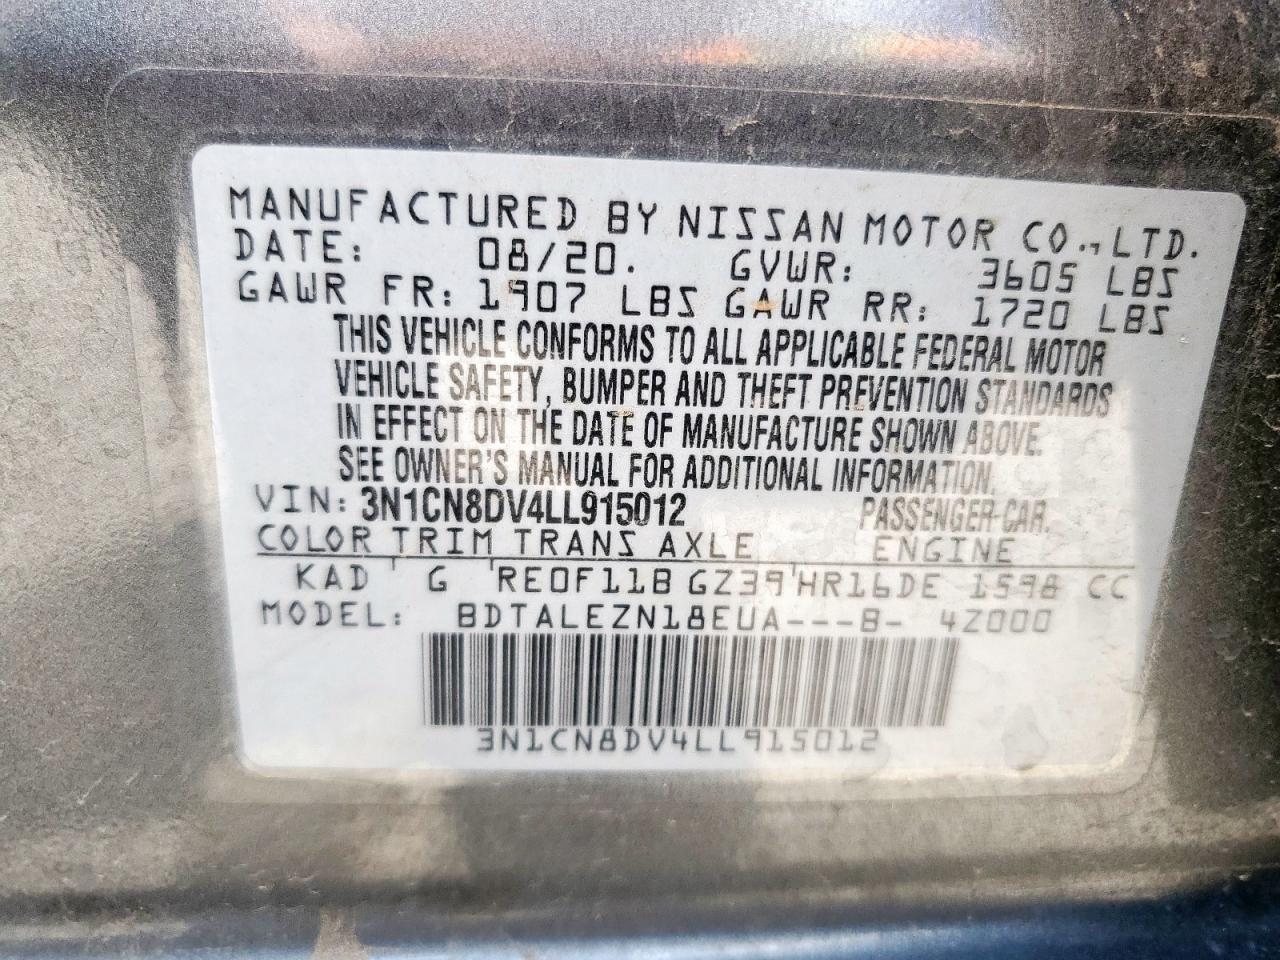 MANUFACTURED BY NISSAN MOTOR CO., LTD.
DATE: 08/20. GVWR: 3605 LBS
GAWR FR: 1907 LBS GAWR RR: 1720 LBS
THIS VEHICLE CONFORMS TO ALL APPLICABLE FEDERAL MOTOR
VEHICLE SAFETY, BUMPER AND THEFT PREVENTION STANDARDS
IN EFFECT ON THE DATE OF MANUFACTURE SHOWN ABOVE.
SEE OWNER'S MANUAL FOR ADDITIONAL INFORMATION.
VIN: 3N1CN8DV4LL915012 PASSENGER CAR.
COLOR TRIM TRANS AXLE ENGINE
KAD G RE0F11B GZ39 HR16DE 1598 CC
MODEL: BDTALEZN18EUA---B- 4Z000
3N1CN8DV4LL915012